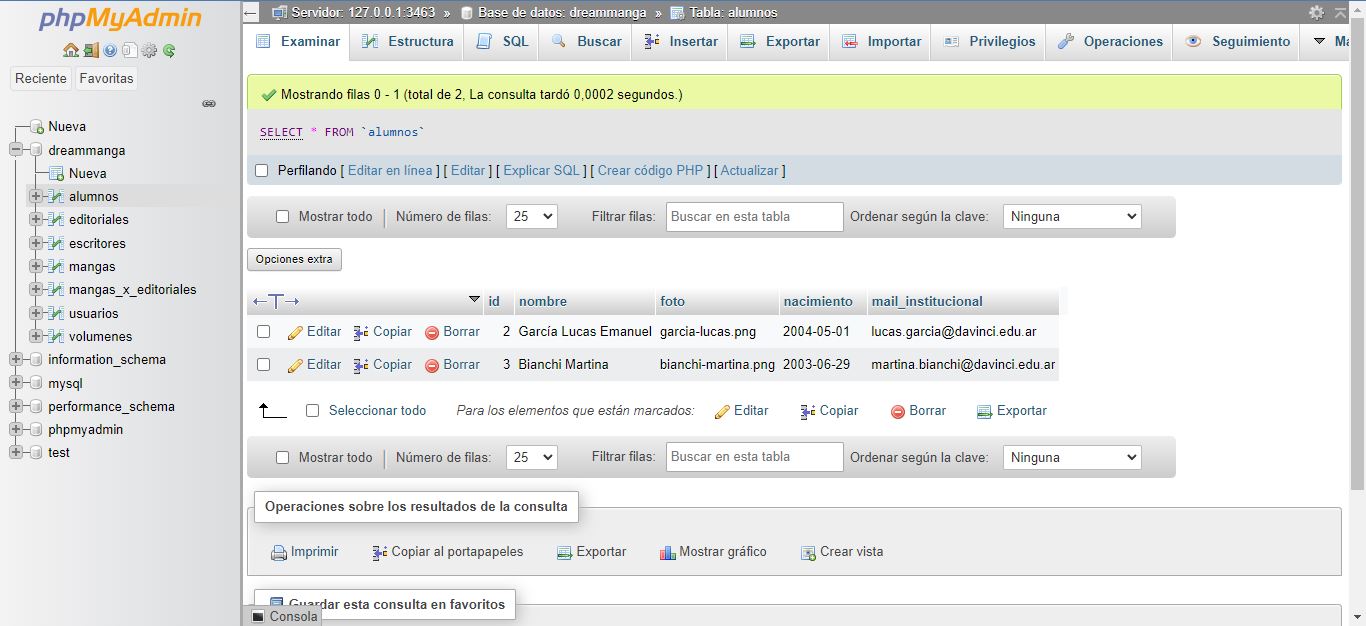 phpMyAdmin
Reciente Favoritas
Nueva
dreammanga
Nueva
alumnos
editoriales
escritores
mangas
mangas_x_editoriales
usuarios
volumenes
information_schema
mysql
performance_schema
phpmyadmin
test
Servidor: 127.0.0.1:3463 » Base de datos: dreammanga » Tabla: alumnos
Examinar Estructura SQL Buscar Insertar Exportar Importar Privilegios Operaciones Seguimiento
Mostrando filas 0 - 1 (total de 2, La consulta tardó 0,0002 segundos.)
SELECT * FROM `alumnos`
Perfilando [ Editar en línea ] [ Editar ] [ Explicar SQL ] [ Crear código PHP ] [ Actualizar ]
Mostrar todo Número de filas: 25 Filtrar filas: Buscar en esta tabla Ordenar según la clave: Ninguna
Opciones extra
←T→ id nombre foto nacimiento mail_institucional
Editar Copiar Borrar 2 García Lucas Emanuel garcia-lucas.png 2004-05-01 lucas.garcia@davinci.edu.ar
Editar Copiar Borrar 3 Bianchi Martina bianchi-martina.png 2003-06-29 martina.bianchi@davinci.edu.ar
Seleccionar todo Para los elementos que están marcados: Editar Copiar Borrar Exportar
Mostrar todo Número de filas: 25 Filtrar filas: Buscar en esta tabla Ordenar según la clave: Ninguna
Operaciones sobre los resultados de la consulta
Imprimir Copiar al portapapeles Exportar Mostrar gráfico Crear vista
Guardar esta consulta en favoritos
Consola